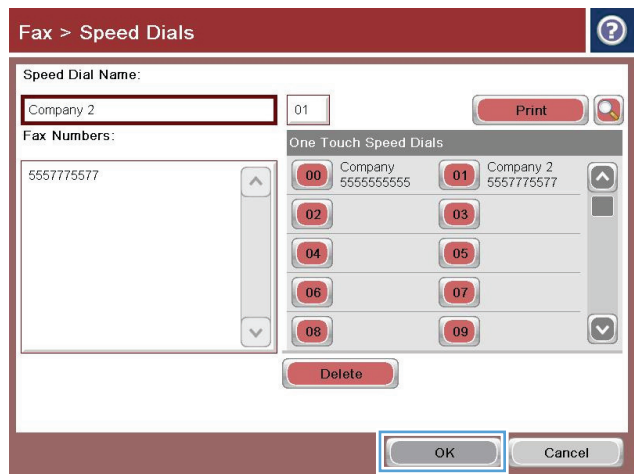 Fax > Speed Dials
?
Speed Dial Name:
Company 2
01
Print
Fax Numbers:
5557775577
One Touch Speed Dials
00 Company 5555555555
01 Company 2 5557775577
02
03
04
05
06
07
08
09
Delete
OK
Cancel